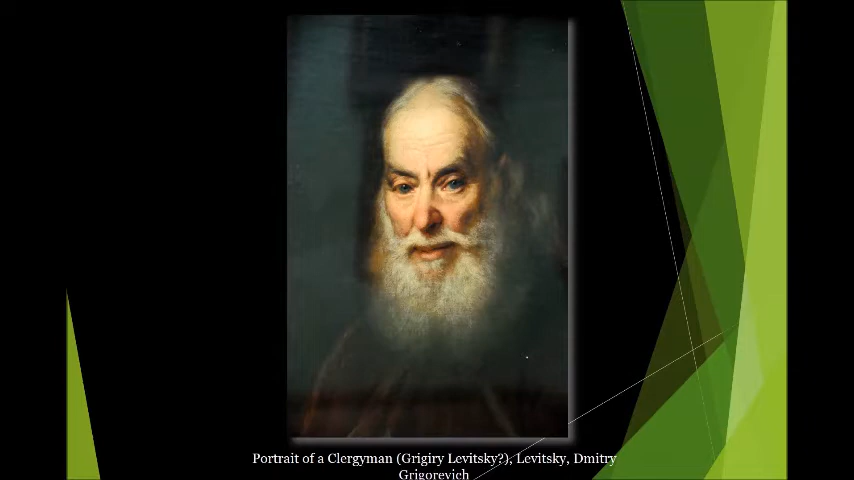 Portrait of a Clergyman (Grigiry Levitsky?), Levitsky, Dmitry
Grigorevich